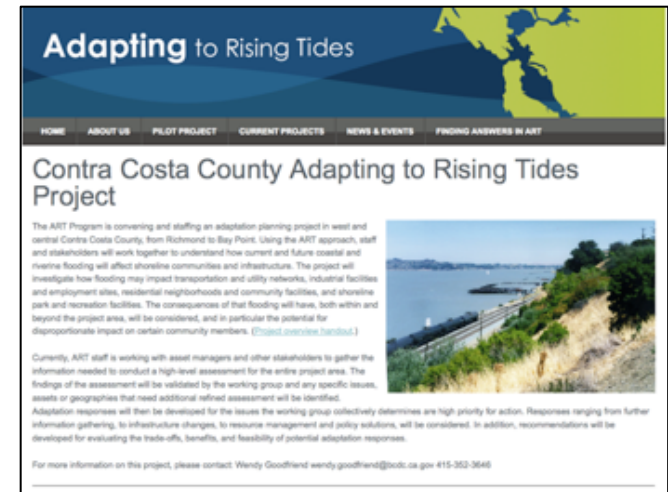 Adapting to Rising Tides
HOME ABOUT US PILOT PROJECT CURRENT PROJECTS NEWS & EVENTS FINDING ANSWERS IN ART
Contra Costa County Adapting to Rising Tides
Project
The ART Program is convening and staffing an adaptation planning project in west and
central Contra Costa County, from Richmond to Bay Point. Using the ART approach, staff
and stakeholders will work together to understand how current and future coastal and
riverine flooding will affect shoreline communities and infrastructure. The project will
investigate how flooding may impact transportation and utility networks, industrial facilities
and employment sites, residential neighborhoods and community facilities, and shoreline
park and recreation facilities. The consequences of that flooding will have, both within and
beyond the project area, will be considered, and in particular the potential for
disproportionate impact on certain community members. (Project overview handout.)
Currently, ART staff is working with asset managers and other stakeholders to gather the
information needed to conduct a high-level assessment for the entire project area. The
findings of the assessment will be validated by the working group and any specific issues,
assets or geographies that need additional refined assessment will be identified.
Adaptation responses will then be developed for the issues the working group collectively determines are high priority for action. Responses ranging from further
information gathering, to infrastructure changes, to resource management and policy solutions, will be considered. In addition, recommendations will be
developed for evaluating the trade-offs, benefits, and feasibility of potential adaptation responses.
For more information on this project, please contact: Wendy Goodfriend wendy.goodfriend@bcdc.ca.gov 415-352-3646